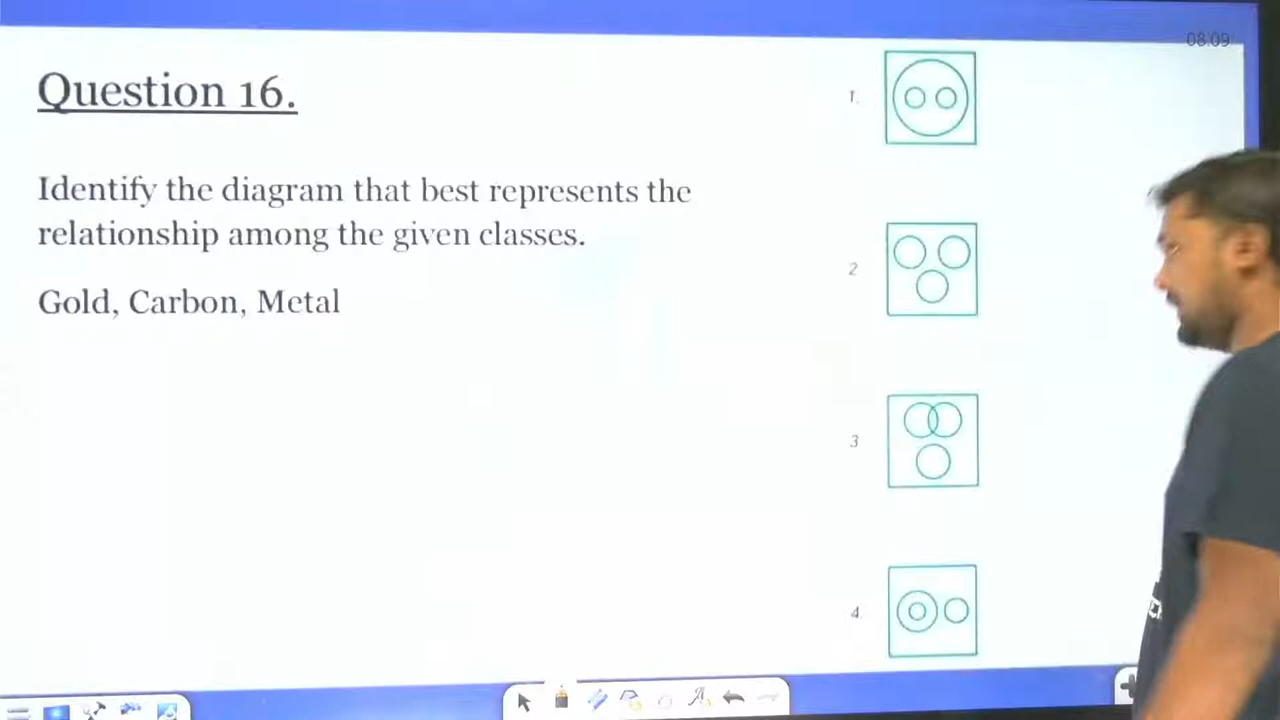 08:09
Question 16.
1.
Identify the diagram that best represents the
relationship among the given classes.
2
Gold, Carbon, Metal
3
4.